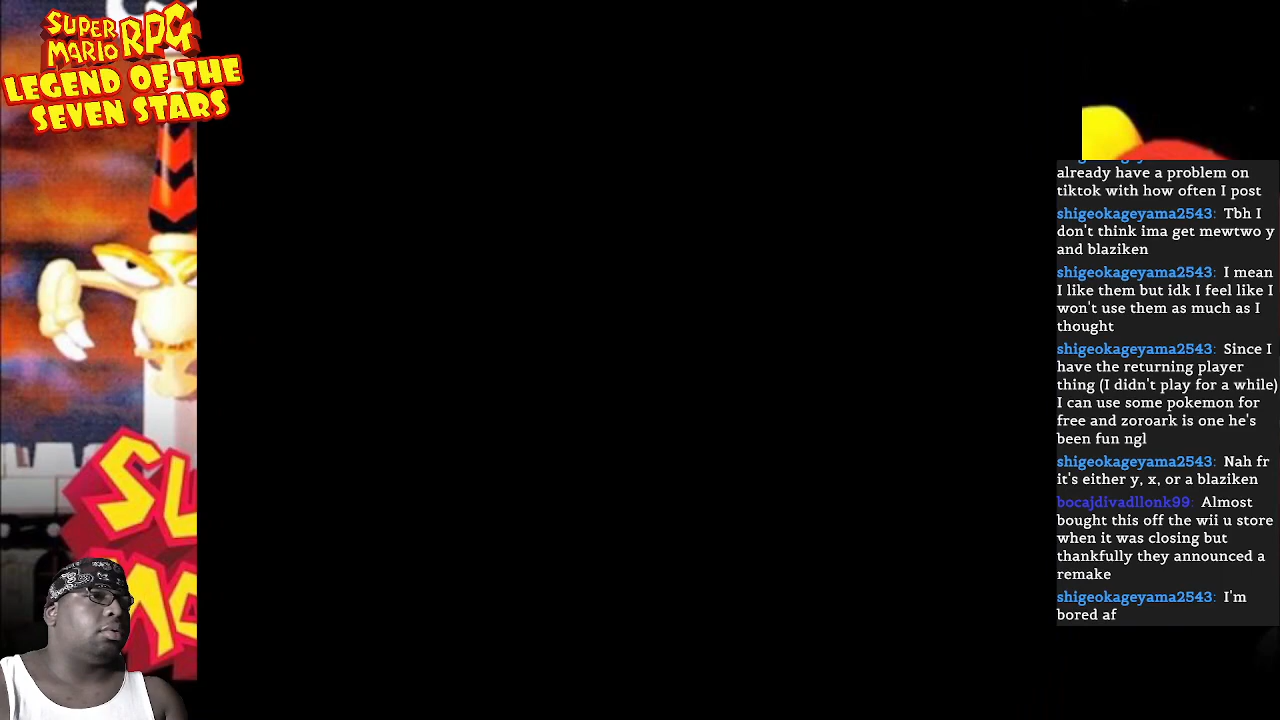 SUPER
MARIO RPG
LEGEND OF THE
SEVEN STARS
already have a problem on
tiktok with how often I post
shigeokageyama2543: Tbh I
don't think ima get mewtwo y
and blaziken
shigeokageyama2543: I mean
I like them but idk I feel like I
won't use them as much as I
thought
shigeokageyama2543: Since I
have the returning player
thing (I didn't play for a while)
I can use some pokemon for
free and zoroark is one he's
been fun ngl
shigeokageyama2543: Nah fr
it's either y, x, or a blaziken
bocajdivadllonk99: Almost
bought this off the wii u store
when it was closing but
thankfully they announced a
remake
shigeokageyama2543: I'm
bored af
SU